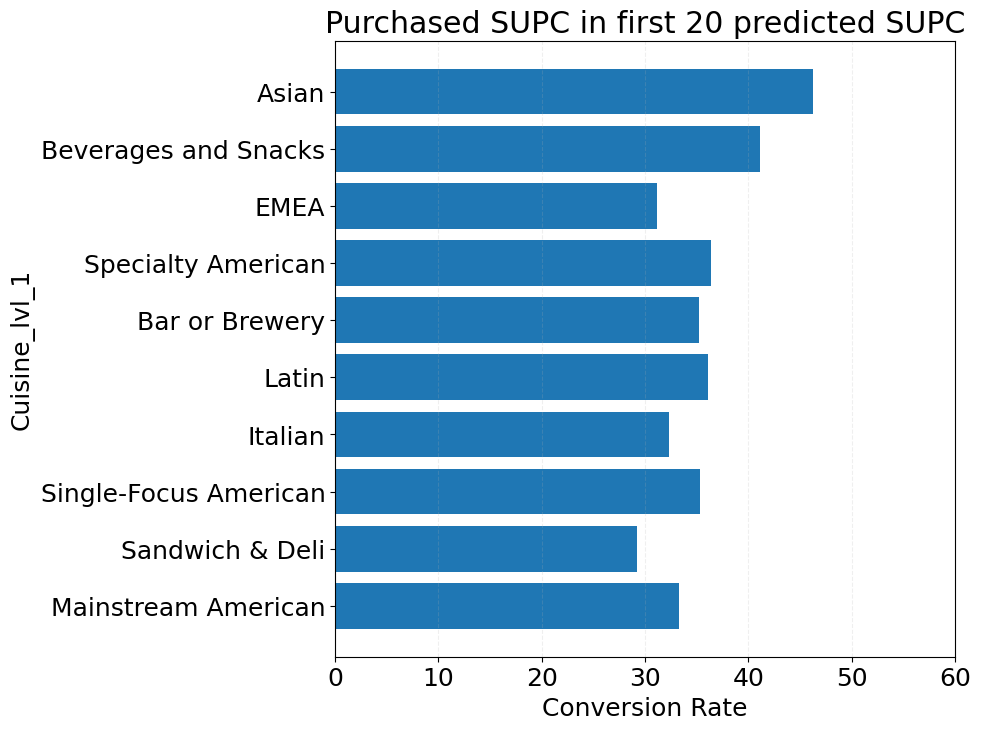 Purchased SUPC in first 20 predicted SUPC
Asian
Beverages and Snacks
EMEA
Specialty American
Bar or Brewery
Latin
Italian
Single-Focus American
Sandwich & Deli
Mainstream American
Cuisine_lvl_1
0 10 20 30 40 50 60
Conversion Rate